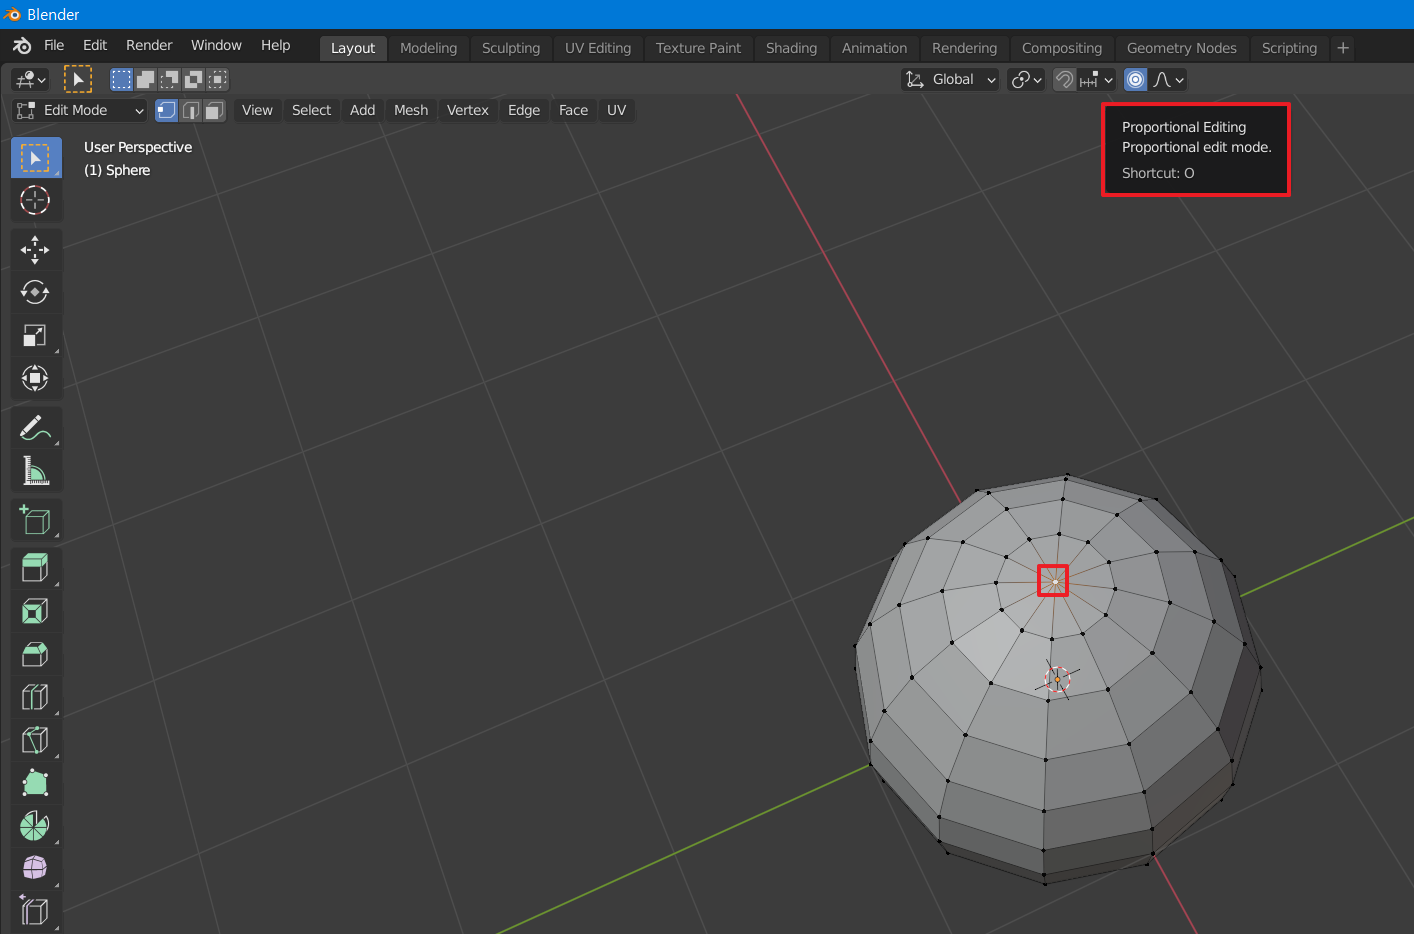 Blender
File Edit Render Window Help Layout Modeling Sculpting UV Editing Texture Paint Shading Animation Rendering Compositing Geometry Nodes Scripting +
Global
Edit Mode View Select Add Mesh Vertex Edge Face UV
User Perspective
(1) Sphere
Proportional Editing
Proportional edit mode.
Shortcut: O